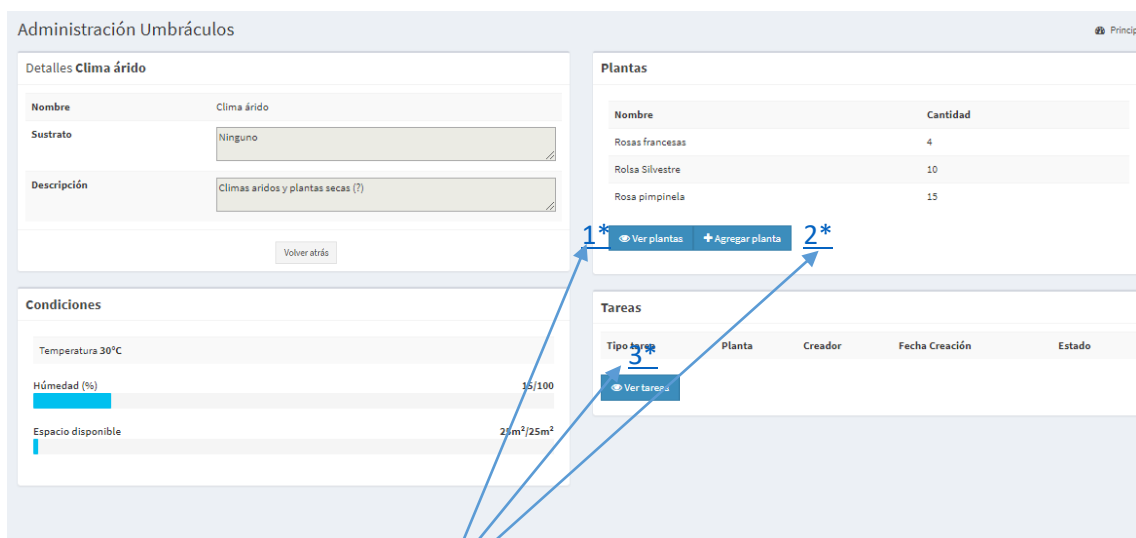 Administración Umbráculos
Princip
Detalles Clima árido
Nombre Clima árido
Sustrato Ninguno
Descripción Climas aridos y plantas secas (?)
Volver atrás
Plantas
Nombre Cantidad
Rosas francesas 4
Rolsa Silvestre 10
Rosa pimpinela 15
1* Ver plantas Agregar planta 2*
Condiciones
Temperatura 30ºC
Húmedad (%) 15/100
Espacio disponible 25m²/25m²
Tareas
Tipo tarea Planta Creador Fecha Creación Estado
3*
Ver tareas